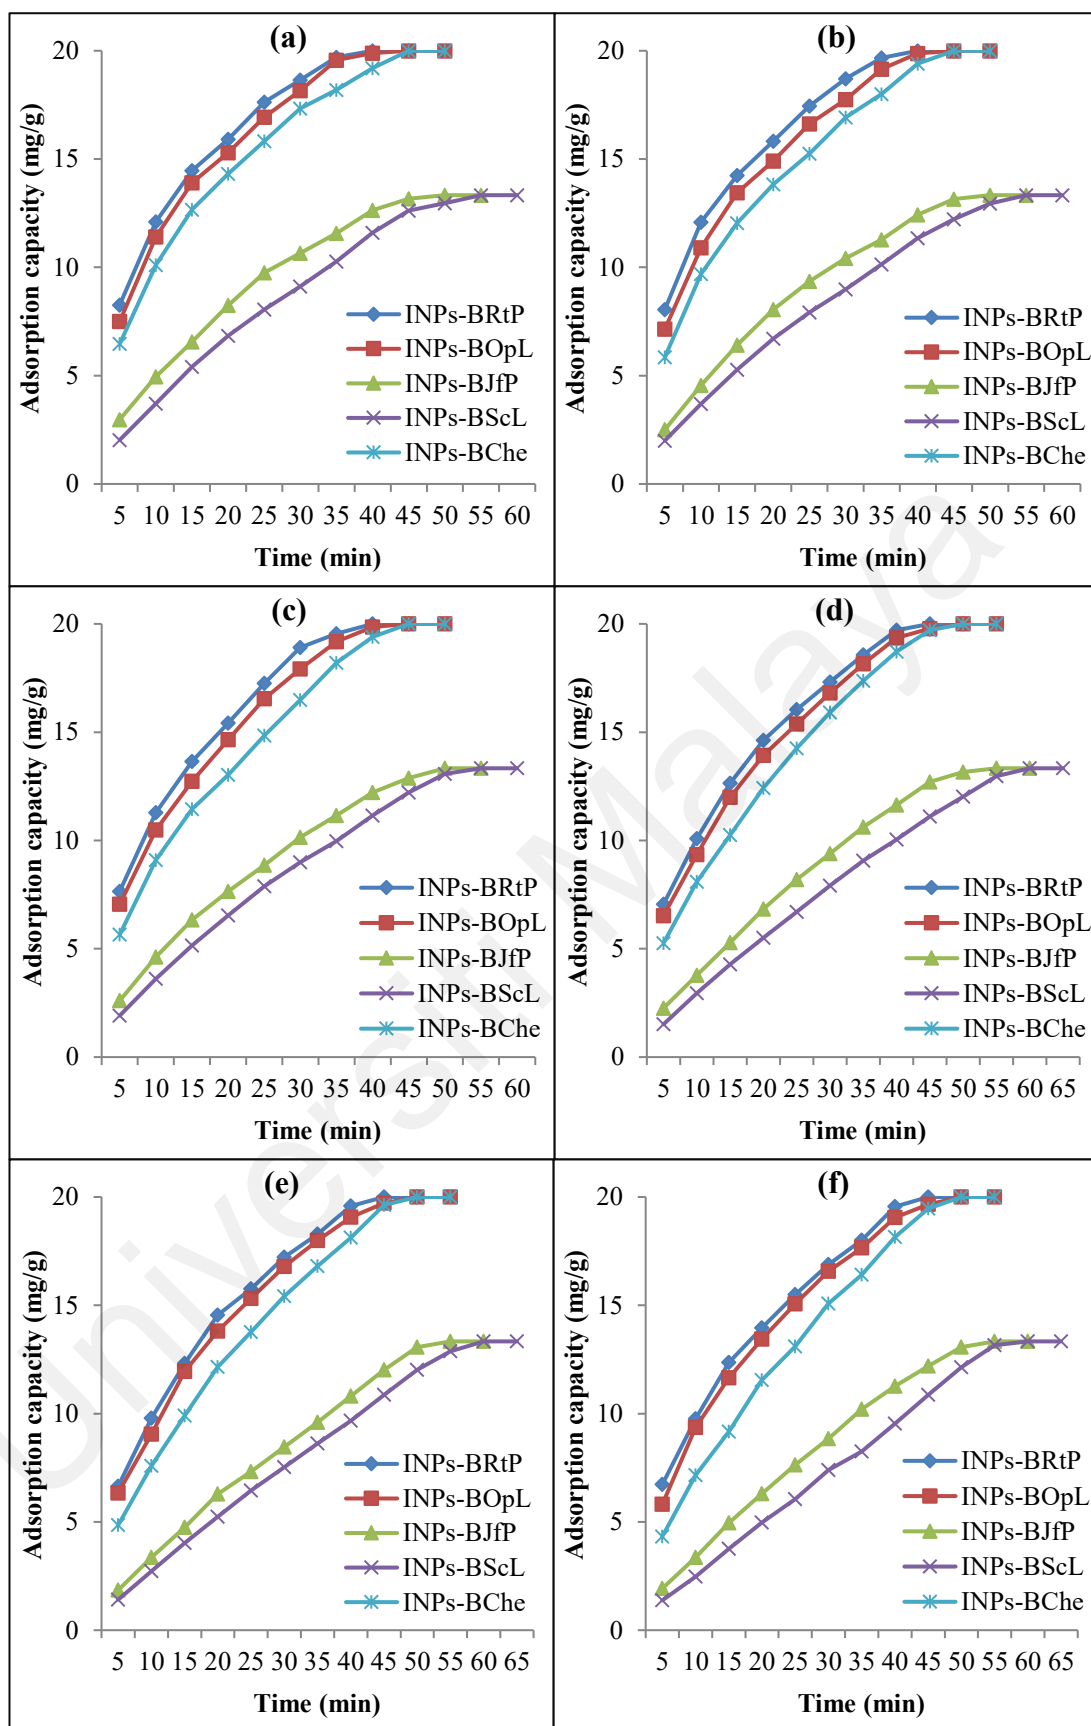 (a)
Adsorption capacity (mg/g)
20
15
10
5
0
INPs-BRtP
INPs-BOpL
INPs-BJfP
INPs-BScL
INPs-BChe
5 10 15 20 25 30 35 40 45 50 55 60
Time (min)
(b)
Adsorption capacity (mg/g)
20
15
10
5
0
INPs-BRtP
INPs-BOpL
INPs-BJfP
INPs-BScL
INPs-BChe
5 10 15 20 25 30 35 40 45 50 55 60
Time (min)
(c)
Adsorption capacity (mg/g)
20
15
10
5
0
INPs-BRtP
INPs-BOpL
INPs-BJfP
INPs-BScL
INPs-BChe
5 10 15 20 25 30 35 40 45 50 55 60
Time (min)
(d)
Adsorption capacity (mg/g)
20
15
10
5
0
INPs-BRtP
INPs-BOpL
INPs-BJfP
INPs-BScL
INPs-BChe
5 10 15 20 25 30 35 40 45 50 55 60 65
Time (min)
(e)
Adsorption capacity (mg/g)
20
15
10
5
0
INPs-BRtP
INPs-BOpL
INPs-BJfP
INPs-BScL
INPs-BChe
5 10 15 20 25 30 35 40 45 50 55 60 65
Time (min)
(f)
Adsorption capacity (mg/g)
20
15
10
5
0
INPs-BRtP
INPs-BOpL
INPs-BJfP
INPs-BScL
INPs-BChe
5 10 15 20 25 30 35 40 45 50 55 60 65
Time (min)
Universiti Malaya